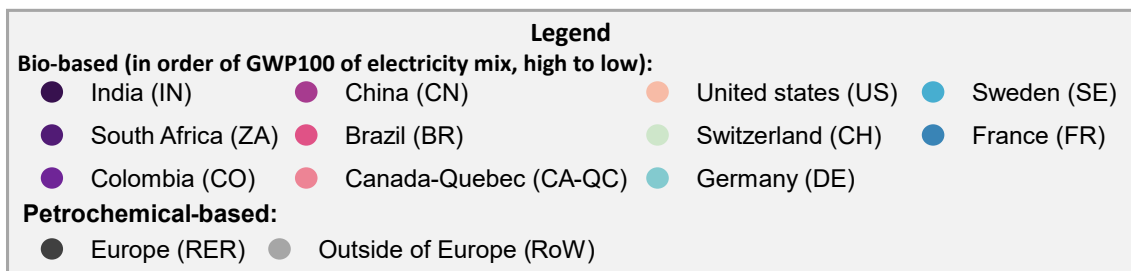 Legend
Bio-based (in order of GWP100 of electricity mix, high to low):
India (IN) China (CN) United states (US) Sweden (SE)
South Africa (ZA) Brazil (BR) Switzerland (CH) France (FR)
Colombia (CO) Canada-Quebec (CA-QC) Germany (DE)
Petrochemical-based:
Europe (RER) Outside of Europe (RoW)